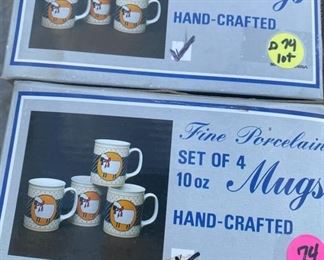 HAND-CRAFTED
D 74
lot
Fine Porcelain
SET OF 4
10 oz Mugs
HAND-CRAFTED
74